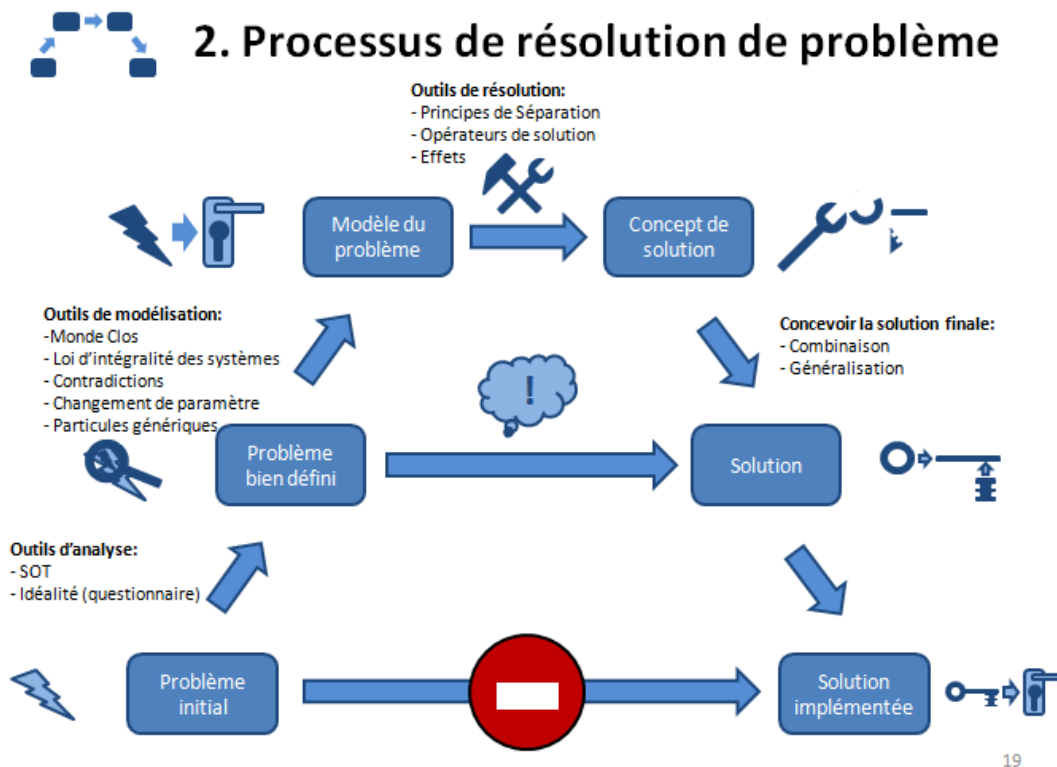 2. Processus de résolution de problème
Outils de résolution:
- Principes de Séparation
- Opérateurs de solution
- Effets
Modèle du
problème
Concept de
solution
Outils de modélisation:
-Monde Clos
- Loi d'intégralité des systèmes
- Contradictions
- Changement de paramètre
- Particules génériques
Concevoir la solution finale:
- Combinaison
- Généralisation
!
Problème
bien défini
Solution
Outils d'analyse:
- SOT
- Idéalité (questionnaire)
Problème
initial
Solution
implémentée
19